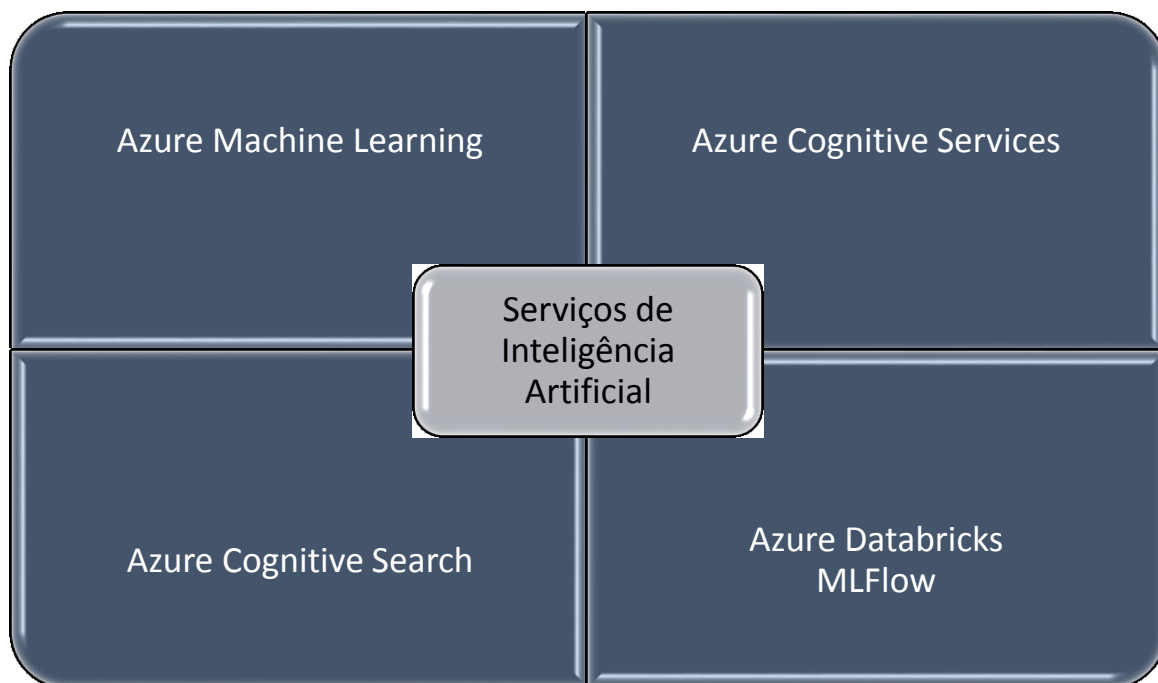 Azure Machine Learning
Azure Cognitive Services
Serviços de
Inteligência
Artificial
Azure Cognitive Search
Azure Databricks
MLFlow